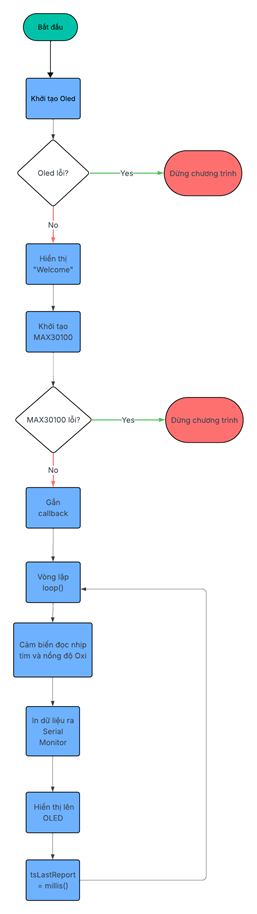 Bắt đầu
Khởi tạo Oled
Oled lỗi?
Yes
Dừng chương trình
No
Hiển thị
"Welcome"
Khởi tạo
MAX30100
MAX30100 lỗi?
Yes
Dừng chương trình
No
Gắn
callback
Vòng lặp
loop()
Cảm biến đọc nhịp
tim và nồng độ Oxi
In dữ liệu ra
Serial
Monitor
Hiển thị lên
OLED
tsLastReport
= millis()